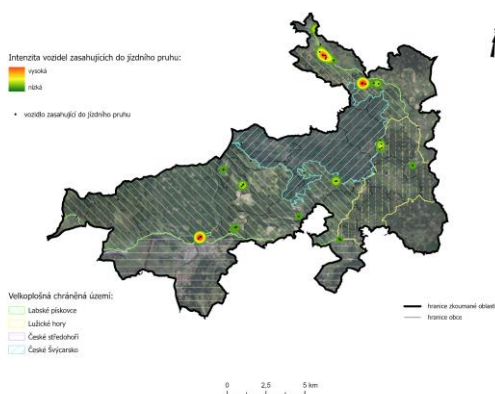 Intenzita vozidel zasahujících do jízdního pruhu:
vysoká
nízká
vozidlo zasahující do jízdního pruhu
Velkoplošná chráněná území:
Labské pískovce
Lužické hory
České středohoří
České Švýcarsko
hranice zkoumané oblasti
hranice obce
0 2,5 5 km